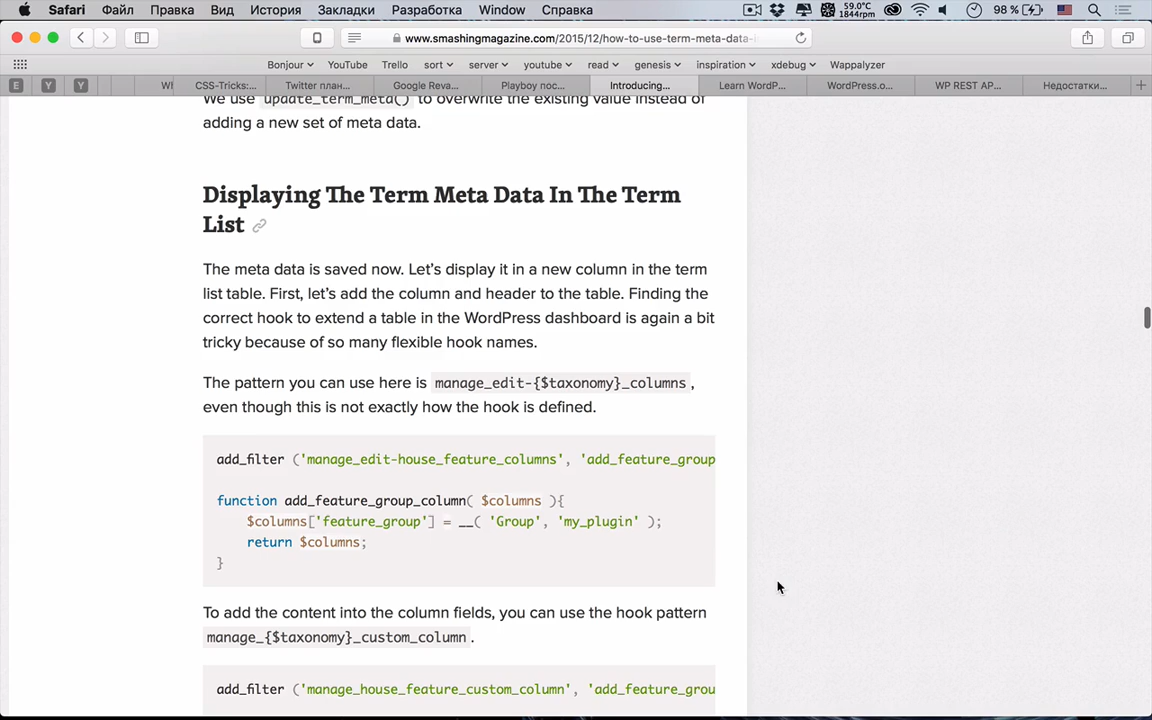 Safari Файл Правка Вид История Закладки Разработка Window Справка 59.0°C 1844rpm 98 %
www.smashingmagazine.com/2015/12/how-to-use-term-meta-data-
Bonjour YouTube Trello sort server youtube read genesis inspiration xdebug Wappalyzer
E Y Y Wl CSS-Tricks:... Twitter план... Google Reva... Playboy пос... Introducing... Learn WordP... WordPress.o... WP REST AP... Недостатки...
We use update_term_meta() to overwrite the existing value instead of
adding a new set of meta data.
Displaying The Term Meta Data In The Term
List
The meta data is saved now. Let’s display it in a new column in the term
list table. First, let’s add the column and header to the table. Finding the
correct hook to extend a table in the WordPress dashboard is again a bit
tricky because of so many flexible hook names.
The pattern you can use here is manage_edit-{$taxonomy}_columns ,
even though this is not exactly how the hook is defined.
add_filter ('manage_edit-house_feature_columns', 'add_feature_group
function add_feature_group_column( $columns ){
$columns['feature_group'] = __( 'Group', 'my_plugin' );
return $columns;
}
To add the content into the column fields, you can use the hook pattern
manage_{$taxonomy}_custom_column .
add_filter ('manage_house_feature_custom_column', 'add_feature_grou